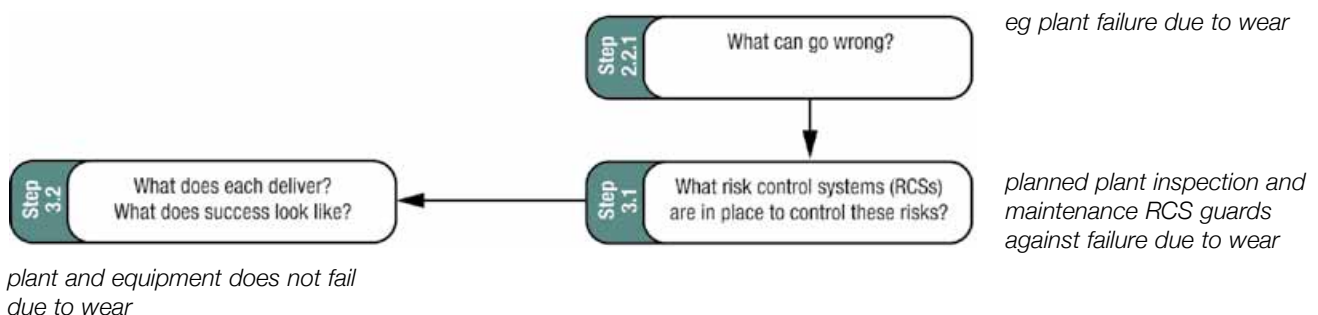 Step
2.2.1
What can go wrong?
eg plant failure due to wear
Step
3.2
What does each deliver?
What does success look like?
Step
3.1
What risk control systems (RCSs)
are in place to control these risks?
planned plant inspection and
maintenance RCS guards
against failure due to wear
plant and equipment does not fail
due to wear